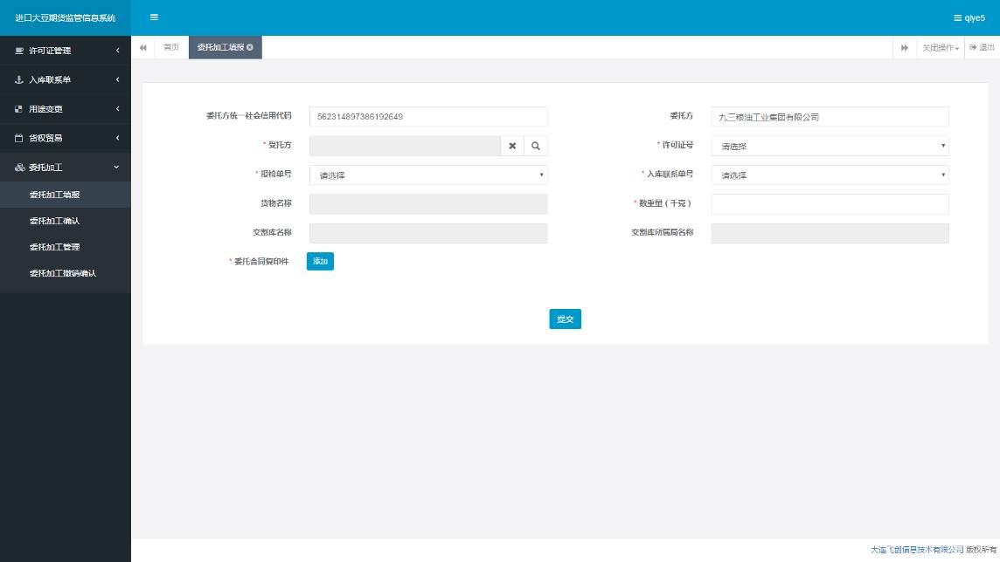 进口大豆期货监管信息系统
qiye5
许可证管理
入库联系单
用途变更
货权贸易
委托加工
委托加工填报
委托加工确认
委托加工管理
委托加工撤销确认
首页
委托加工填报
关闭操作
退出
委托方统一社会信用代码
562314897386192649
委托方
九三粮油工业集团有限公司
* 受托方
* 许可证号
请选择
* 报检单号
请选择
* 入库联系单号
请选择
货物名称
* 数重量（千克）
交割库名称
交割库所属局名称
* 委托合同复印件
添加
提交
大连飞创信息技术有限公司 版权所有